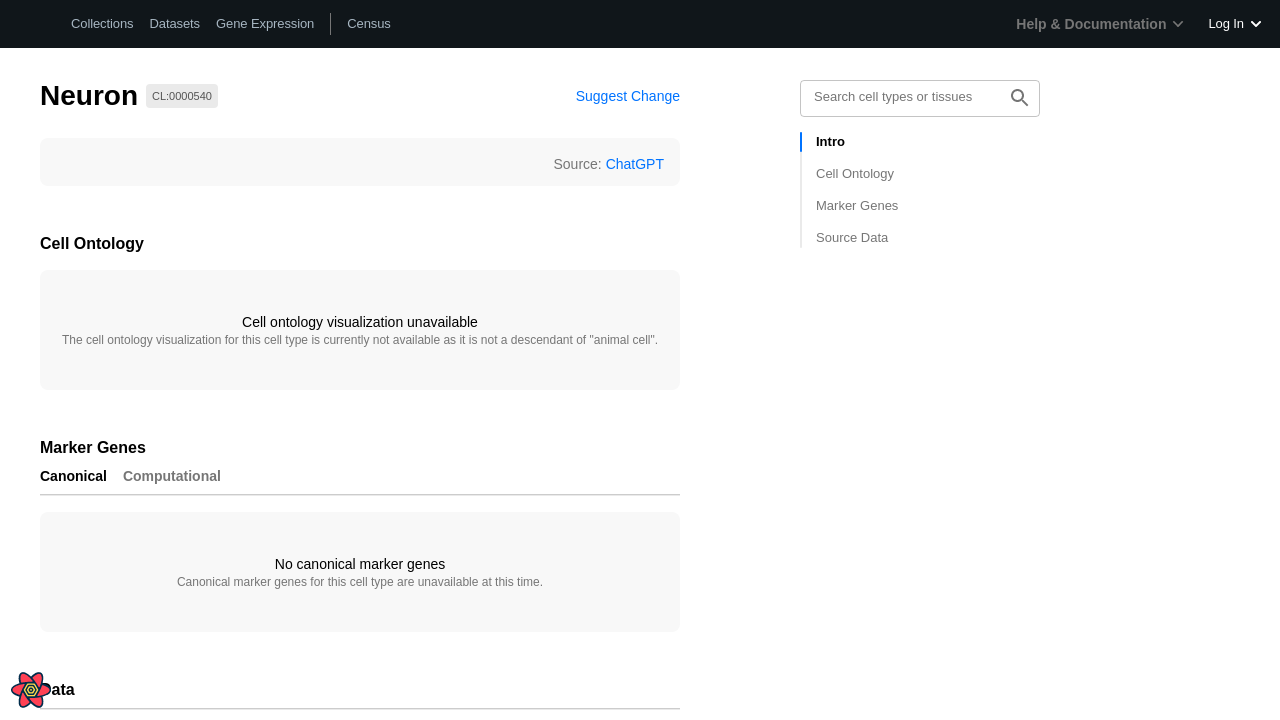 Collections Datasets Gene Expression Census Help & Documentation Log In
Neuron CL:0000540 Suggest Change
Search cell types or tissues
Source: ChatGPT
Intro
Cell Ontology
Marker Genes
Source Data
Cell Ontology
Cell ontology visualization unavailable
The cell ontology visualization for this cell type is currently not available as it is not a descendant of "animal cell".
Marker Genes
Canonical Computational
No canonical marker genes
Canonical marker genes for this cell type are unavailable at this time.
Data